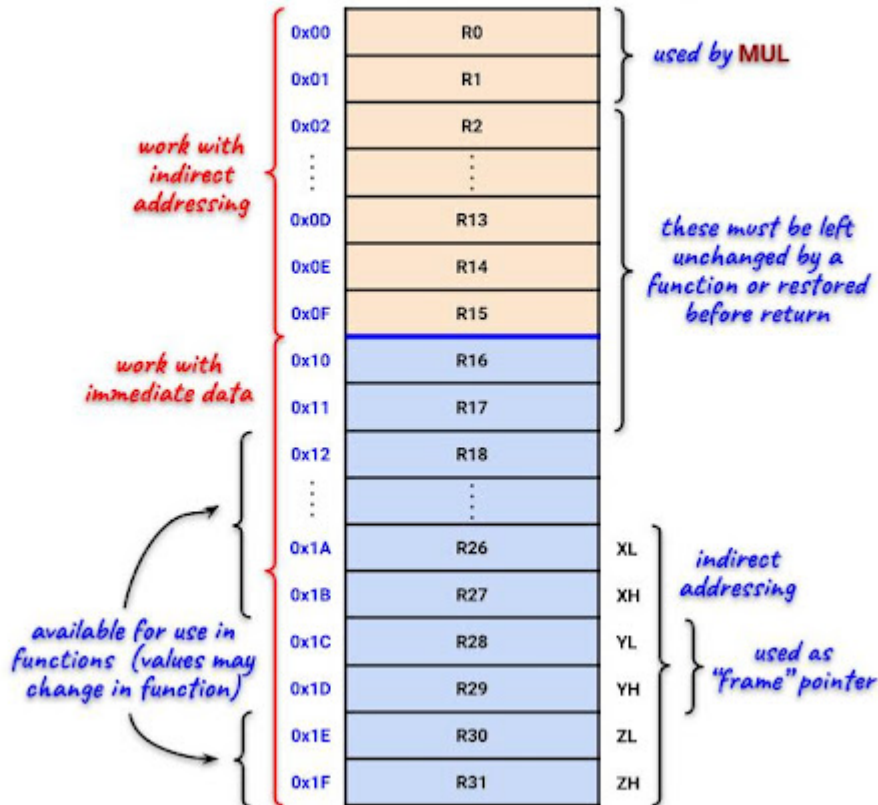 0x00 R0
used by MUL
0x01 R1
0x02 R2
work with
indirect
addressing
0x0D R13
0x0E R14
0x0F R15
these must be left
unchanged by a
function or restored
before return
0x10 R16
work with
immediate data
0x11 R17
0x12 R18
0x1A R26 XL
indirect
addressing
0x1B R27 XH
0x1C R28 YL
0x1D R29 YH
used as
"frame" pointer
available for use in
functions (values may
change in function)
0x1E R30 ZL
0x1F R31 ZH